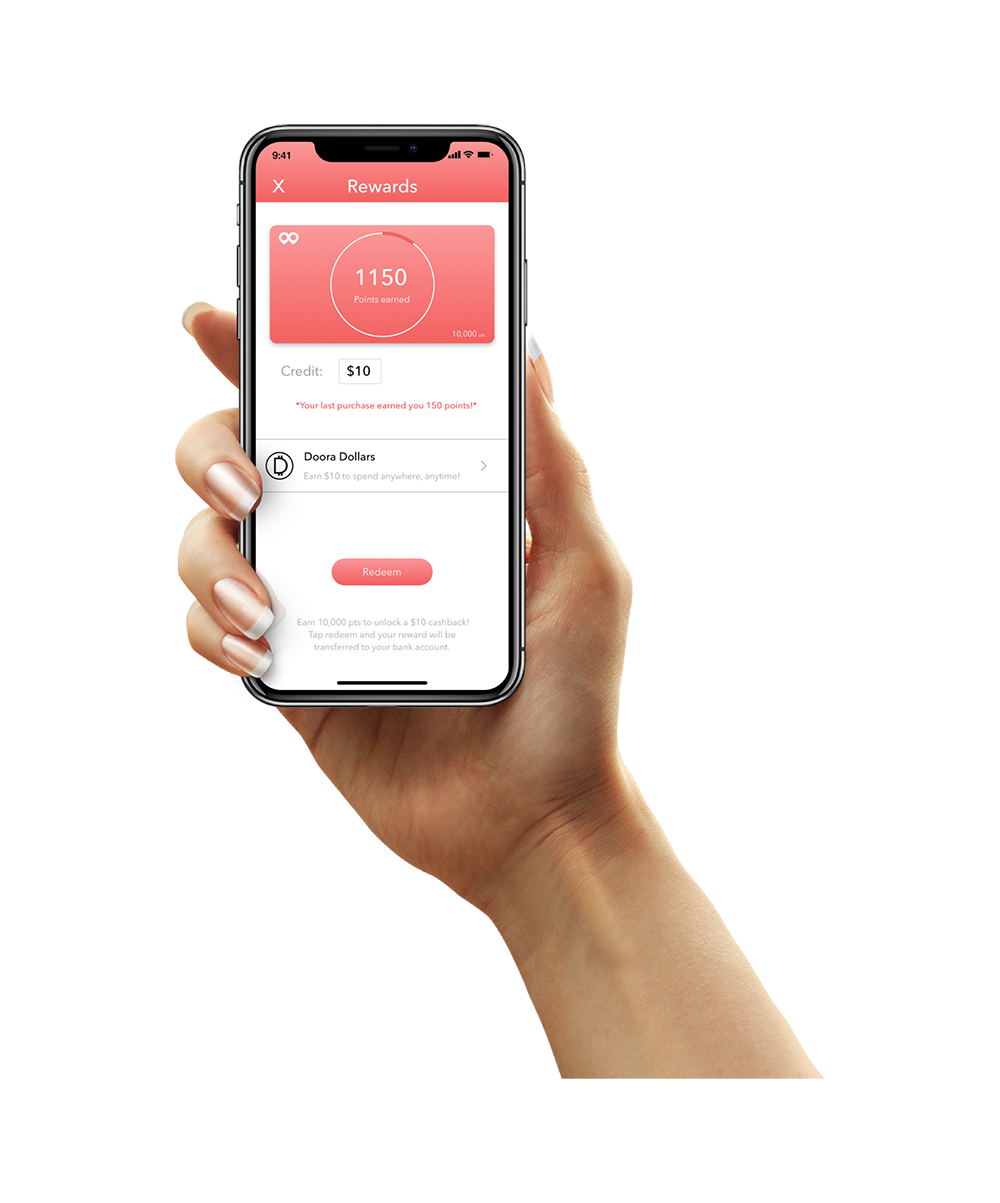 9:41
X Rewards
1150
Points earned
10,000 pts
Credit: $10
*Your last purchase earned you 150 points!*
Doora Dollars
Earn $10 to spend anywhere, anytime!
Redeem
Earn 10,000 pts to unlock a $10 cashback!
Tap redeem and your reward will be
transferred to your bank account.